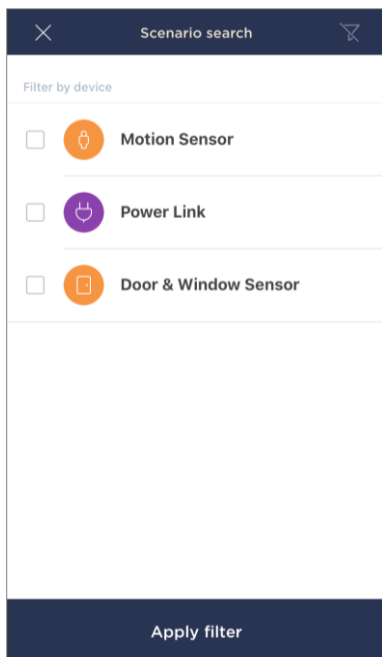 Scenario search
Filter by device
Motion Sensor
Power Link
Door & Window Sensor
Apply filter